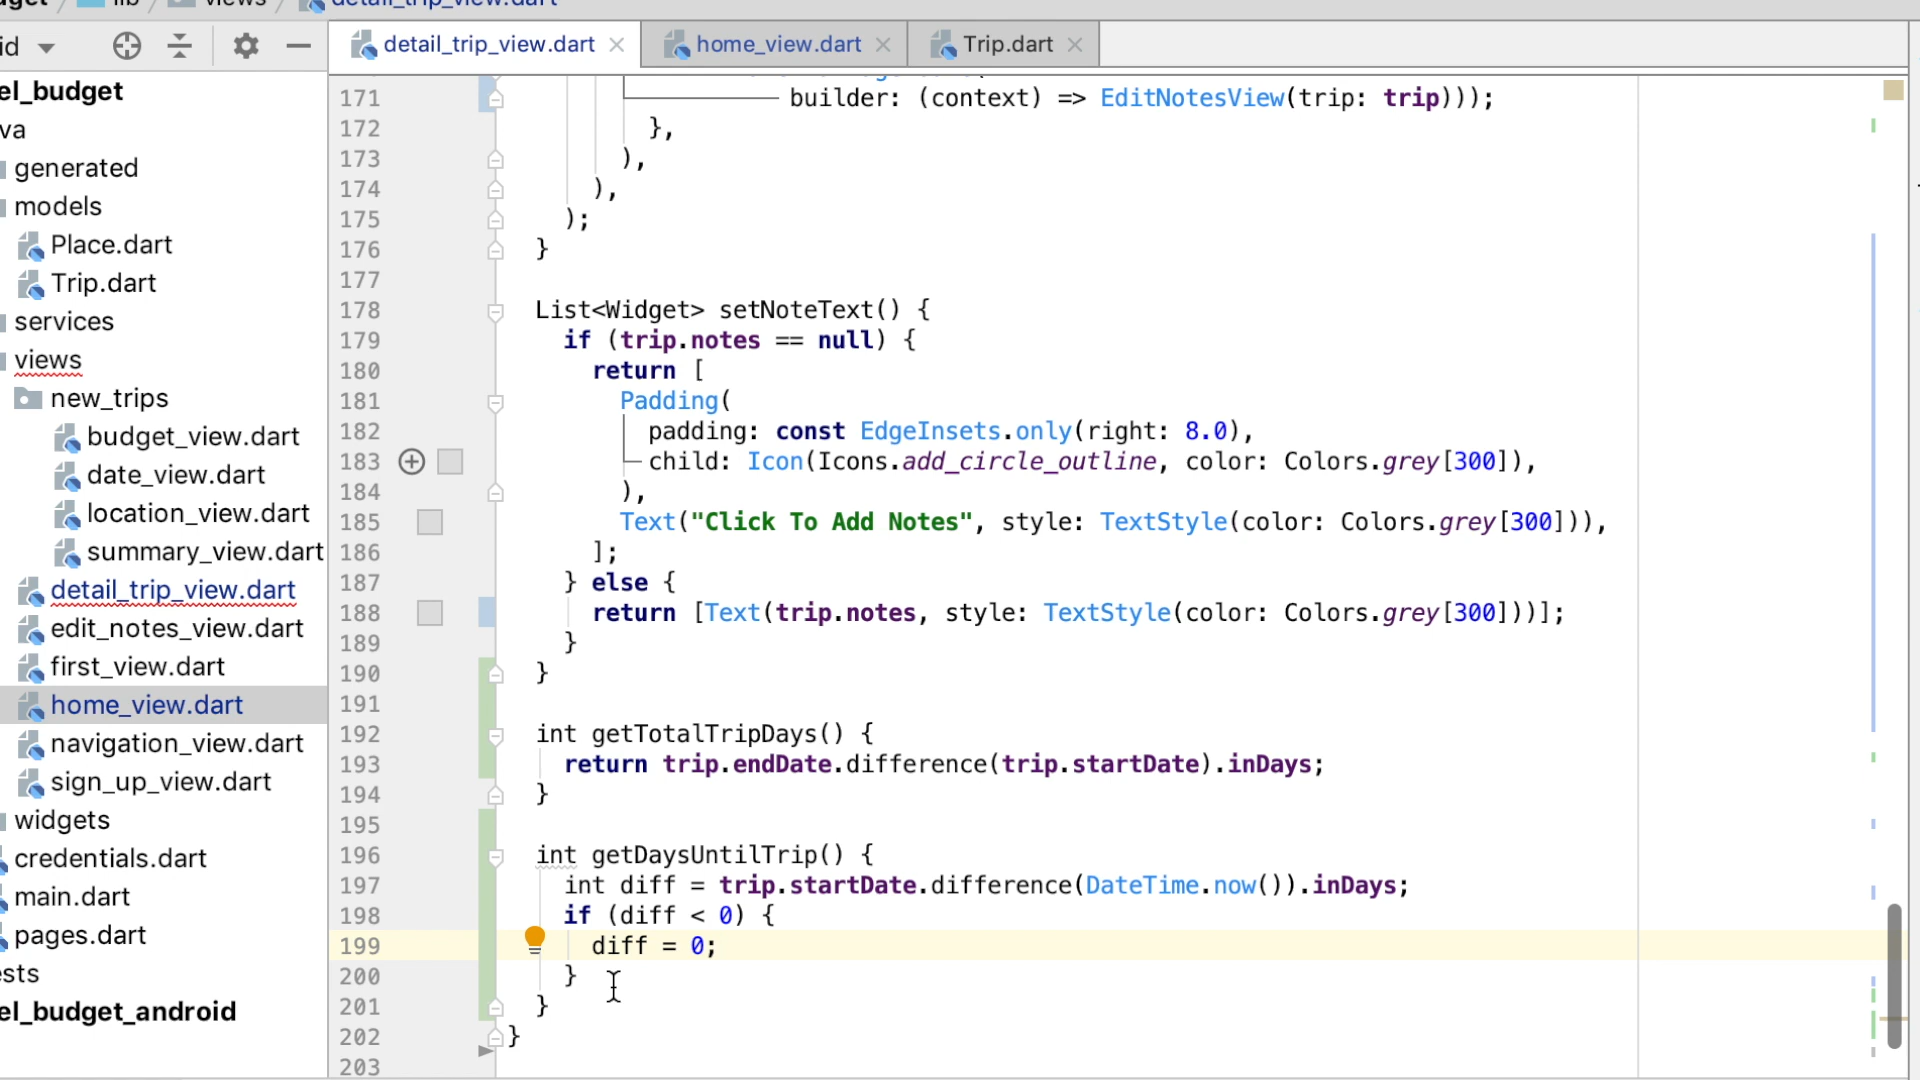 lib
views
detail_trip_view.dart
id
detail_trip_view.dart
home_view.dart
Trip.dart
el_budget
va
generated
models
Place.dart
Trip.dart
services
views
new_trips
budget_view.dart
date_view.dart
location_view.dart
summary_view.dart
detail_trip_view.dart
edit_notes_view.dart
first_view.dart
home_view.dart
navigation_view.dart
sign_up_view.dart
widgets
credentials.dart
main.dart
pages.dart
ests
el_budget_android
171 builder: (context) => EditNotesView(trip: trip)));
172 },
173 ),
174 ),
175 );
176 }
177
178 List<Widget> setNoteText() {
179 if (trip.notes == null) {
180 return [
181 Padding(
182 padding: const EdgeInsets.only(right: 8.0),
183 child: Icon(Icons.add_circle_outline, color: Colors.grey[300]),
184 ),
185 Text("Click To Add Notes", style: TextStyle(color: Colors.grey[300])),
186 ];
187 } else {
188 return [Text(trip.notes, style: TextStyle(color: Colors.grey[300]))];
189 }
190 }
191
192 int getTotalTripDays() {
193 return trip.endDate.difference(trip.startDate).inDays;
194 }
195
196 int getDaysUntilTrip() {
197 int diff = trip.startDate.difference(DateTime.now()).inDays;
198 if (diff < 0) {
199 diff = 0;
200 }
201 }
202 }
203